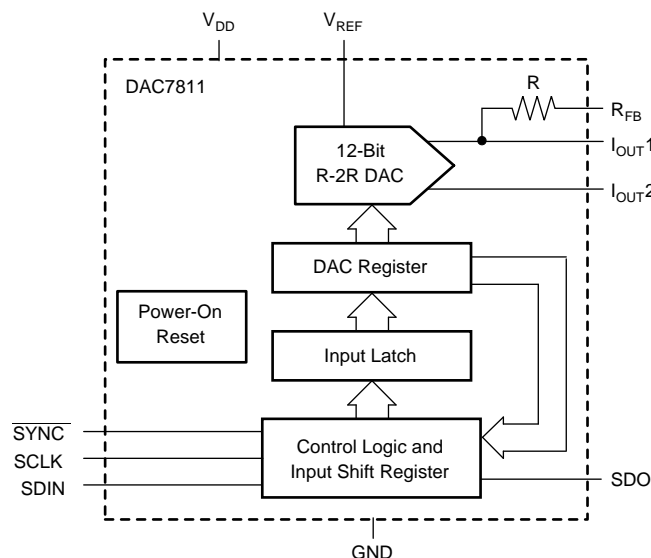 V_DD
V_REF
DAC7811
R
R_FB
12-Bit
R-2R DAC
I_OUT1
I_OUT2
DAC Register
Power-On
Reset
Input Latch
SYNC
SCLK
SDIN
Control Logic and
Input Shift Register
SDO
GND